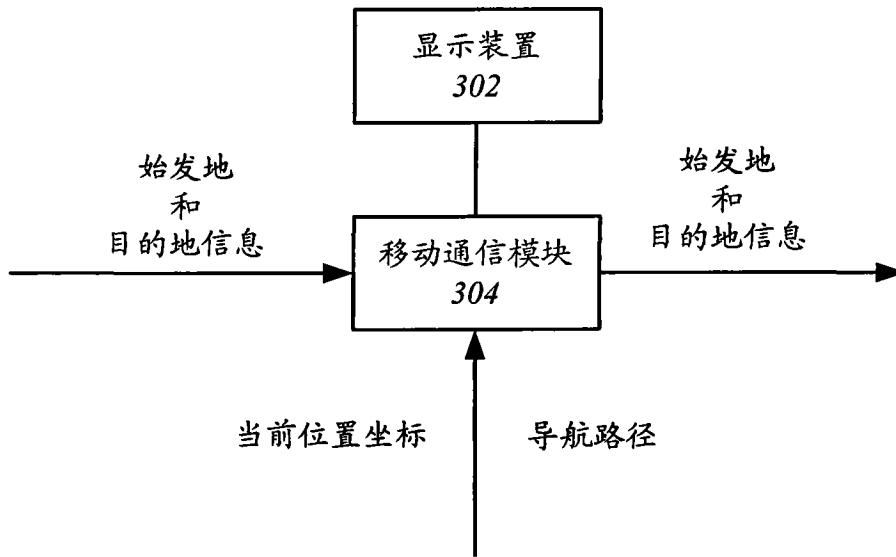 显示装置
302
始发地
和
目的地信息
始发地
和
目的地信息
移动通信模块
304
当前位置坐标
导航路径